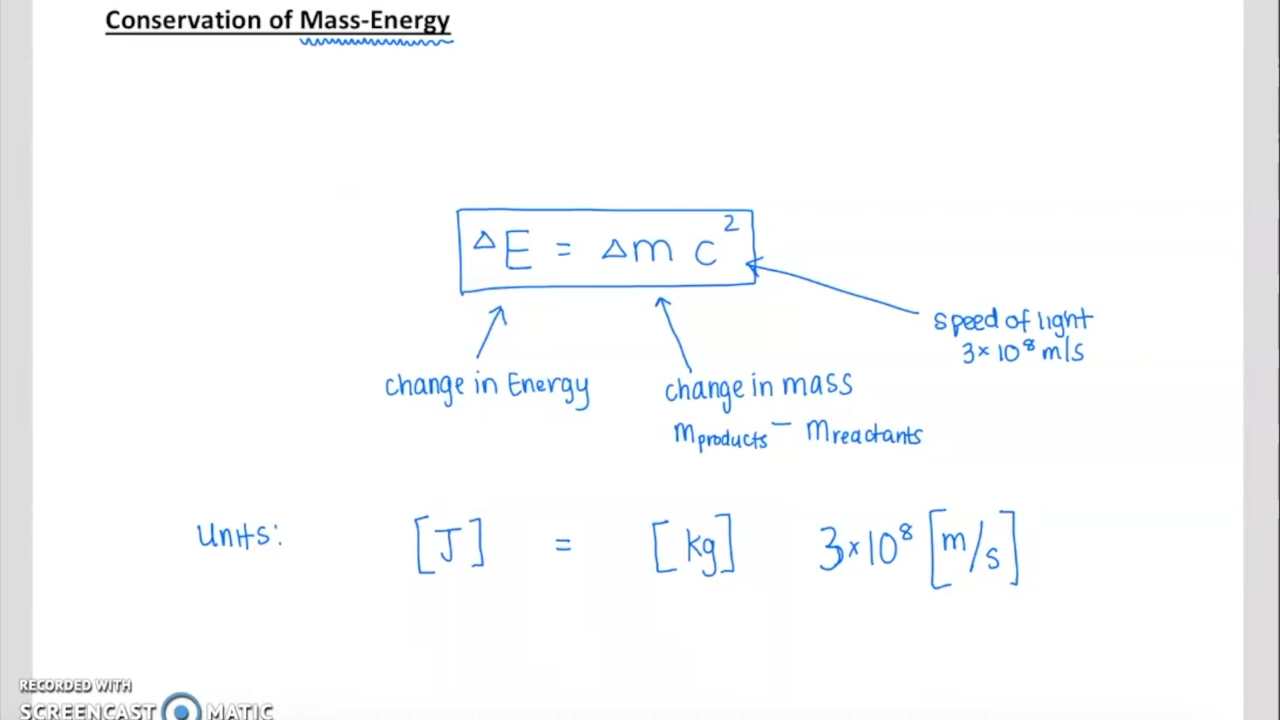 Conservation of Mass-Energy
ΔE = Δm c²
speed of light
3×10⁸ m/s
change in Energy
change in mass
mproducts − mreactants
Units: [J] = [kg] 3×10⁸ [m/s]
RECORDED WITH
SCREENCAST MATIC